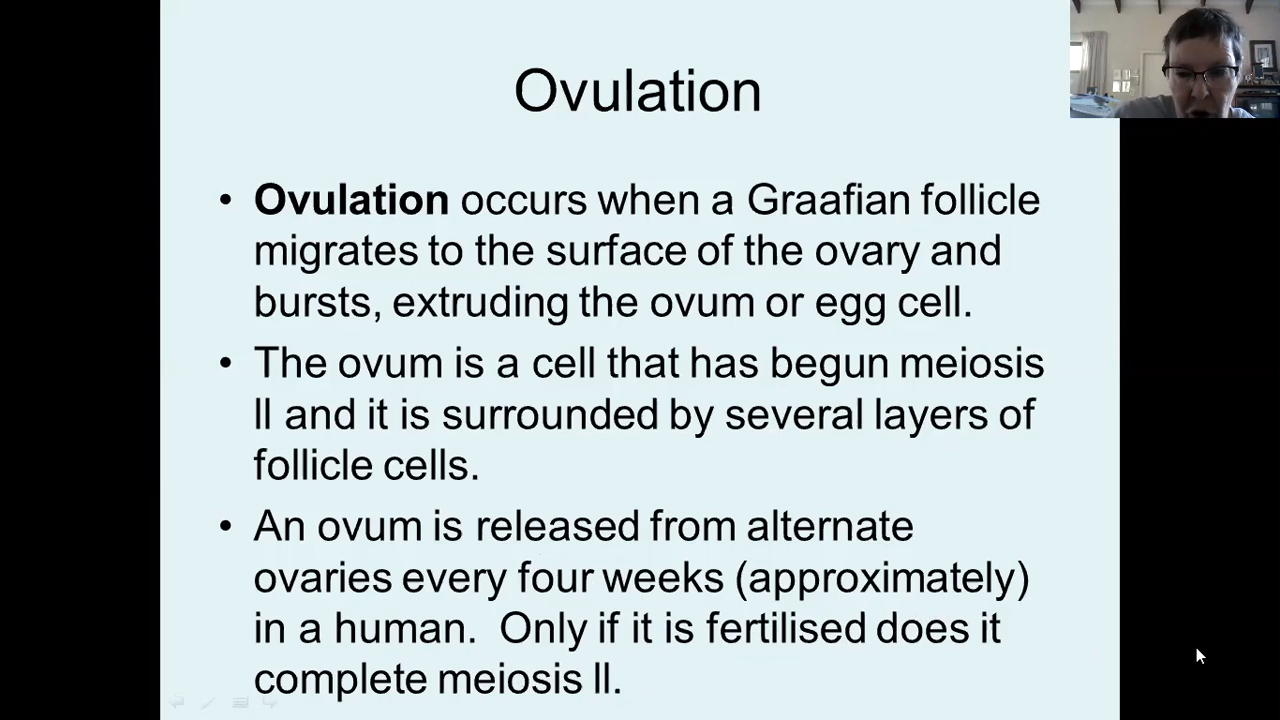 Ovulation
• Ovulation occurs when a Graafian follicle
migrates to the surface of the ovary and
bursts, extruding the ovum or egg cell.
• The ovum is a cell that has begun meiosis
ll and it is surrounded by several layers of
follicle cells.
• An ovum is released from alternate
ovaries every four weeks (approximately)
in a human.  Only if it is fertilised does it
complete meiosis ll.